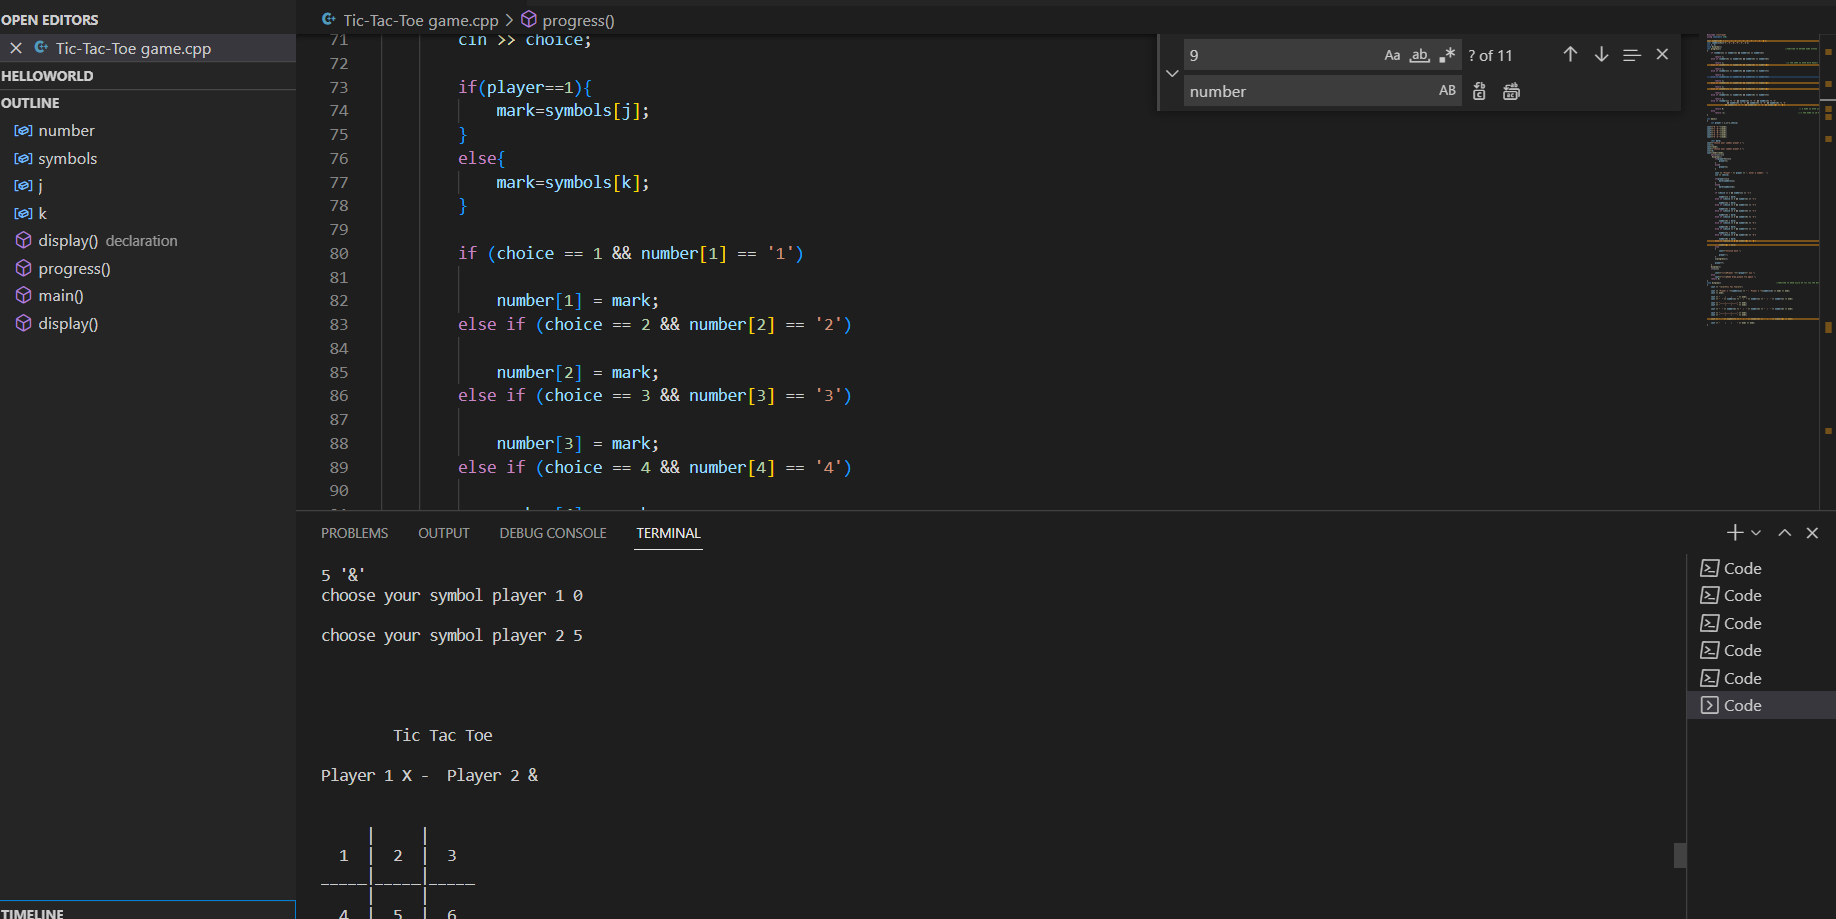 OPEN EDITORS
Tic-Tac-Toe game.cpp
HELLOWORLD
OUTLINE
number
symbols
j
k
display() declaration
progress()
main()
display()
TIMELINE
Tic-Tac-Toe game.cpp > progress()
71 cin >> choice;
72
73 if(player==1){
74 mark=symbols[j];
75 }
76 else{
77 mark=symbols[k];
78 }
79
80 if (choice == 1 && number[1] == '1')
81
82 number[1] = mark;
83 else if (choice == 2 && number[2] == '2')
84
85 number[2] = mark;
86 else if (choice == 3 && number[3] == '3')
87
88 number[3] = mark;
89 else if (choice == 4 && number[4] == '4')
90
9 Aa ab .* ? of 11
number AB
PROBLEMS OUTPUT DEBUG CONSOLE TERMINAL
5 '&'
choose your symbol player 1 0
choose your symbol player 2 5
Tic Tac Toe
Player 1 X - Player 2 &
| |
1 | 2 | 3
_____|_____|_____
| |
4 | 5 | 6
Code
Code
Code
Code
Code
Code